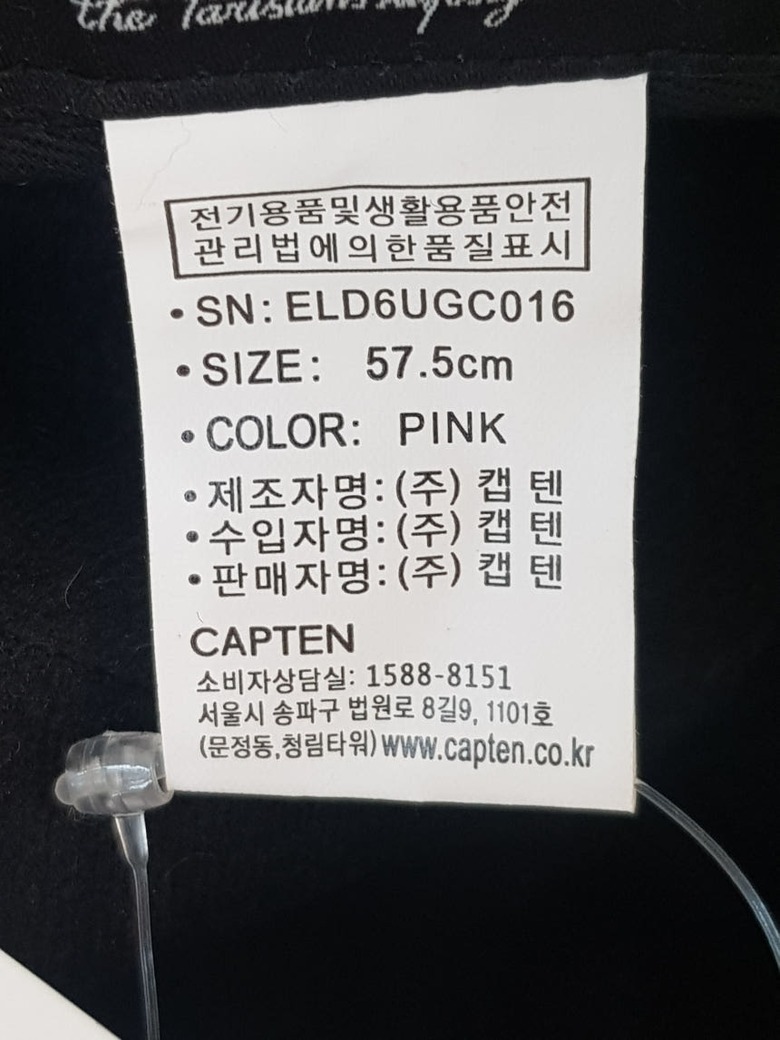 the
전기용품및생활용품안전
관리법에의한품질표시
• SN: ELD6UGC016
• SIZE: 57.5cm
• COLOR: PINK
• 제조자명: (주) 캡 텐
• 수입자명: (주) 캡 텐
• 판매자명: (주) 캡 텐
CAPTEN
소비자상담실: 1588-8151
서울시 송파구 법원로 8길9, 1101호
(문정동,청림타워) www.capten.co.kr